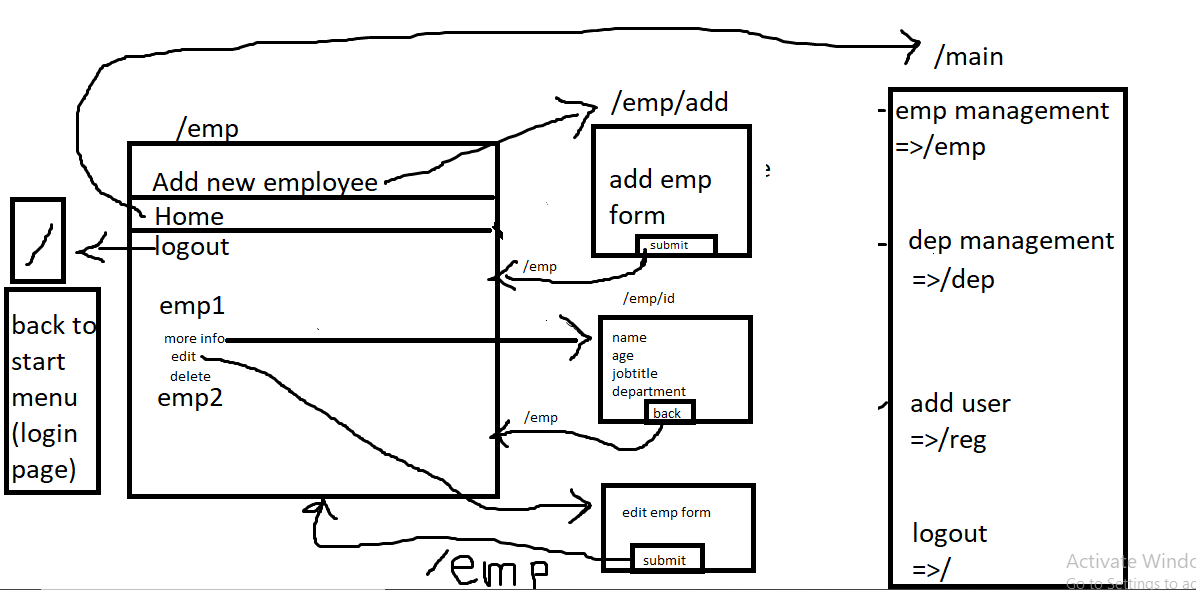 /main
/emp/add
/emp
Add new employee
Home
logout
/
back to
start
menu
(login
page)
emp1
more info
edit
delete
emp2
add emp
form
submit
/emp
/emp/id
name
age
jobtitle
department
back
/emp
edit emp form
submit
/emp
emp management
=>/emp
dep management
=>/dep
add user
=>/reg
logout
=>/
Activate Windo
Go to Settings to ac